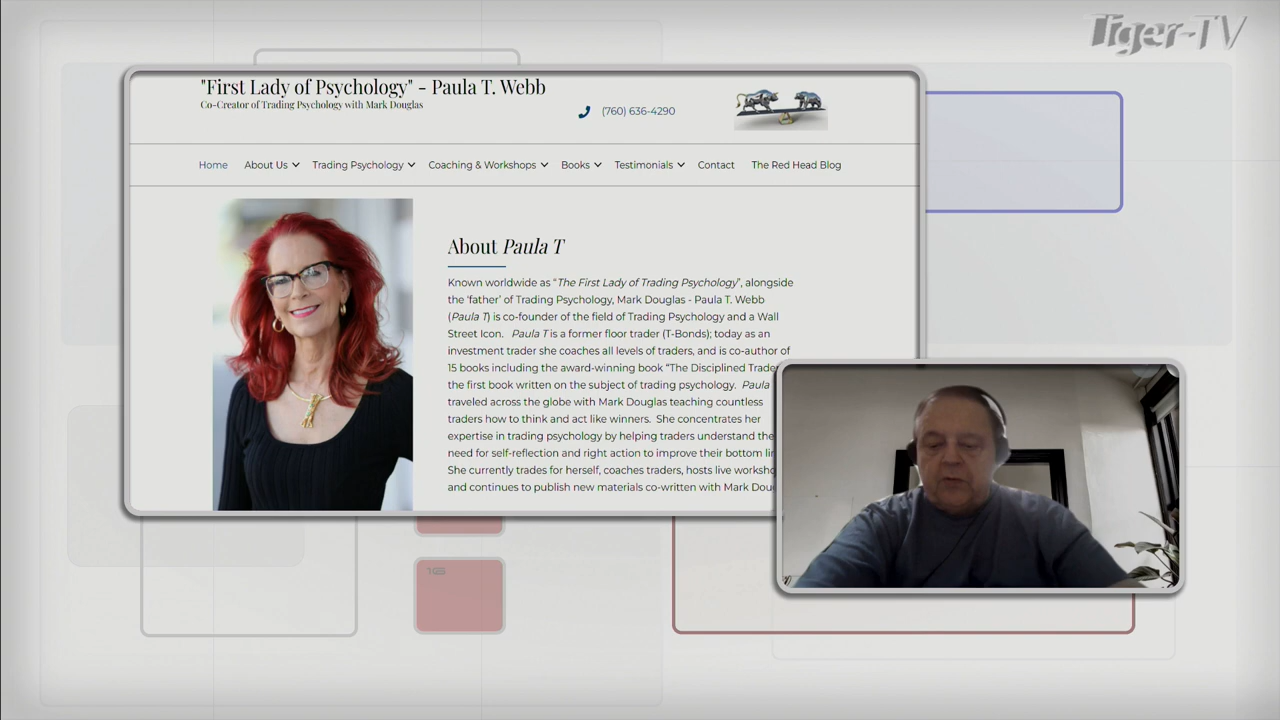 Tiger-TV
"First Lady of Psychology" - Paula T. Webb
Co-Creator of Trading Psychology with Mark Douglas
(760) 636-4290
Home About Us Trading Psychology Coaching & Workshops Books Testimonials Contact The Red Head Blog
About Paula T
Known worldwide as “The First Lady of Trading Psychology”, alongside
the ‘father’ of Trading Psychology, Mark Douglas - Paula T. Webb
(Paula T) is co-founder of the field of Trading Psychology and a Wall
Street Icon. Paula T is a former floor trader (T-Bonds); today as an
investment trader she coaches all levels of traders, and is co-author of
15 books including the award-winning book “The Disciplined Trade
the first book written on the subject of trading psychology. Paula
traveled across the globe with Mark Douglas teaching countless
traders how to think and act like winners. She concentrates her
expertise in trading psychology by helping traders understand the
need for self-reflection and right action to improve their bottom
She currently trades for herself, coaches traders, hosts live worksho
and continues to publish new materials co-written with Mark Doug